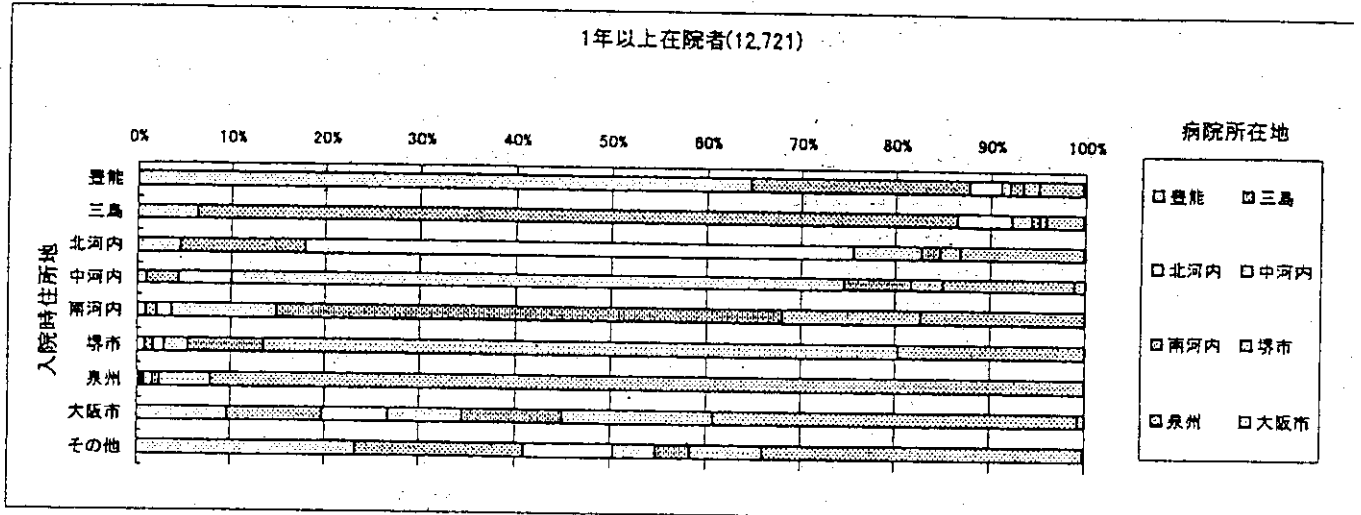 1年以上在院者(12,721)
0% 10% 20% 30% 40% 50% 60% 70% 80% 90% 100%
入院時住所地
豊能
三島
北河内
中河内
南河内
堺市
泉州
大阪市
その他
病院所在地
豊能 三島
北河内 中河内
南河内 堺市
泉州 大阪市